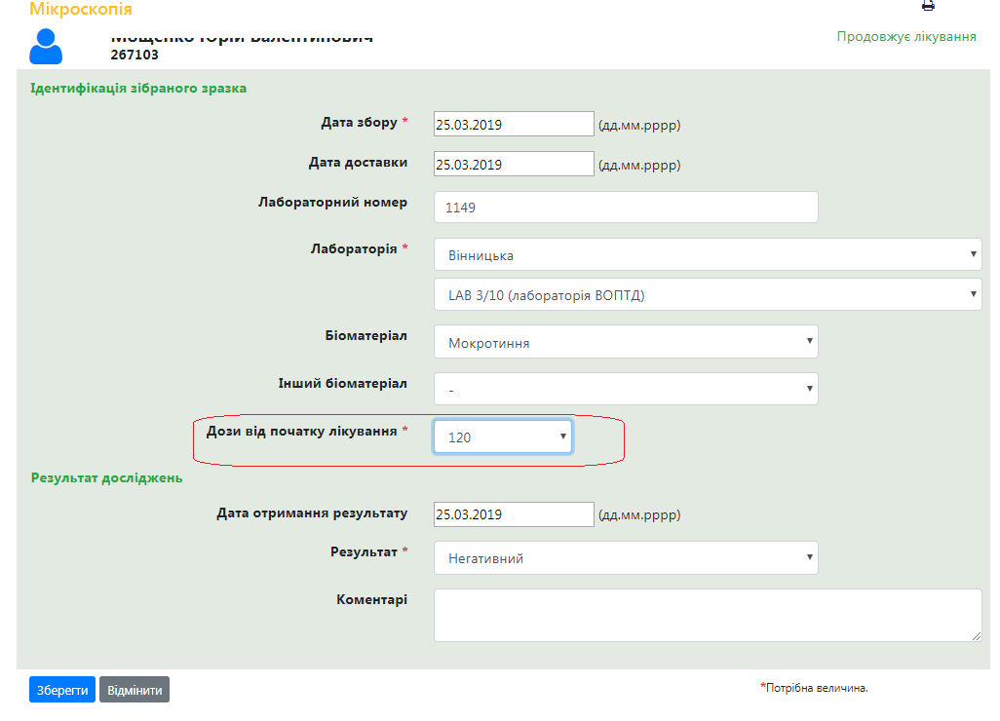 Мікроскопія
Мощенко Юрій Валентинович
267103
Продовжує лікування
Ідентифікація зібраного зразка
Дата збору * 25.03.2019 (дд.мм.рррр)
Дата доставки 25.03.2019 (дд.мм.рррр)
Лабораторний номер 1149
Лабораторія * Вінницька
LAB 3/10 (лабораторія ВОПТД)
Біоматеріал Мокротиння
Інший біоматеріал -
Дози від початку лікування * 120
Результат досліджень
Дата отримання результату 25.03.2019 (дд.мм.рррр)
Результат * Негативний
Коментарі
Зберегти Відмінити *Потрібна величина.